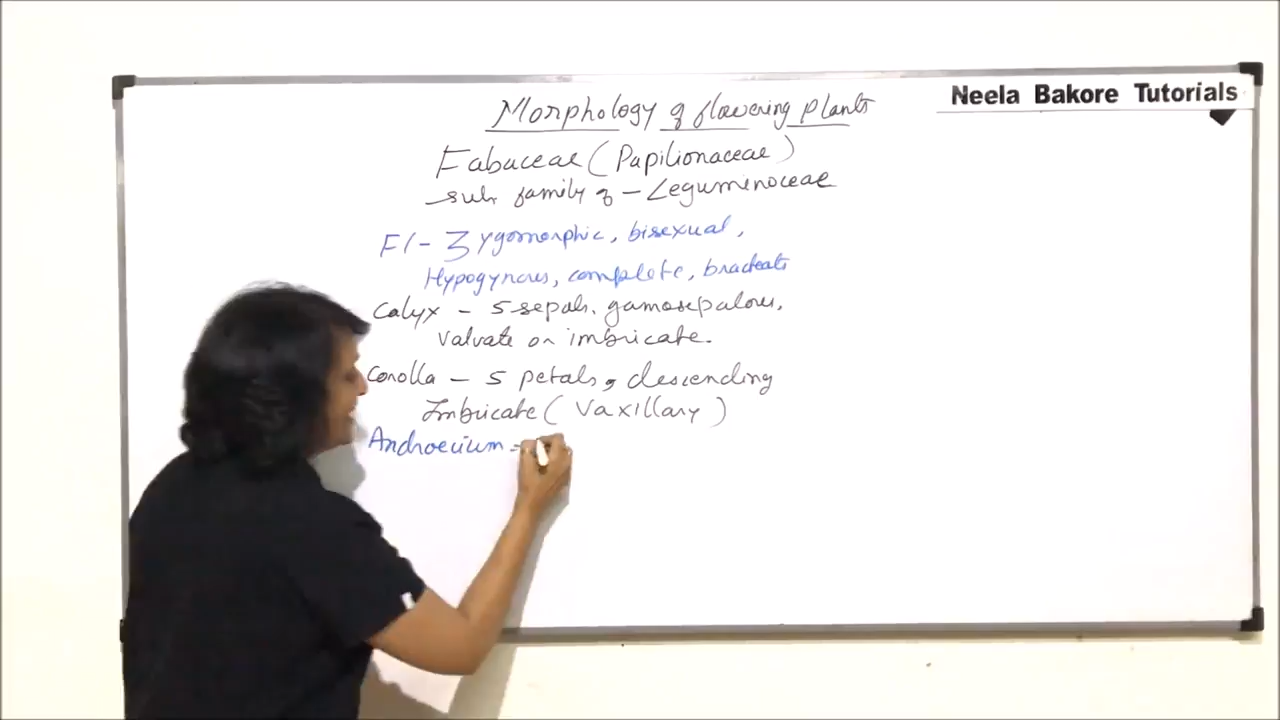 Neela Bakore Tutorials
Morphology of flowering plants
Fabaceae (Papilionaceae)
sub family of - Leguminoceae
Fl - Zygomorphic, bisexual,
Hypogynous, complete, bracteate
Calyx - 5 sepals, gamosepalous,
valvate or imbricate.
Corolla - 5 petals, descending
Imbricate (Vaxillary)
Androecium -